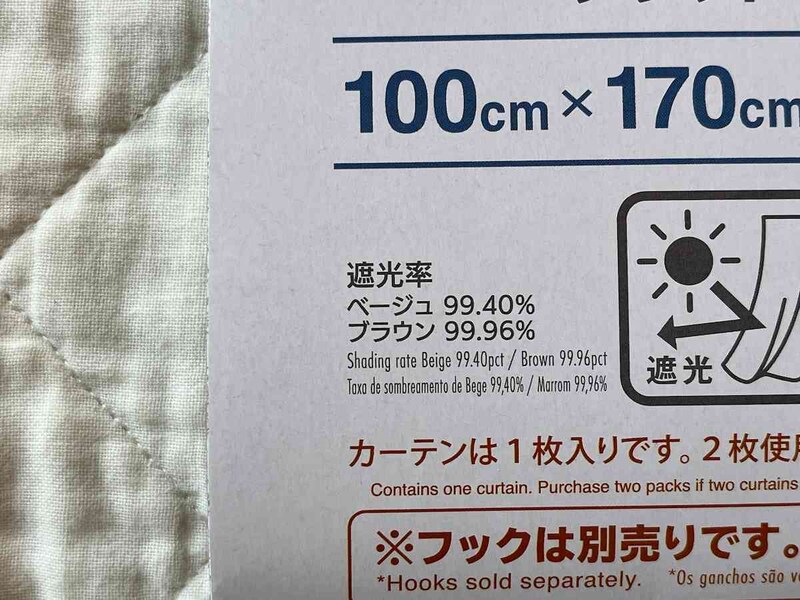 100cm×170cm
遮光率
ベージュ 99.40%
ブラウン 99.96%
Shading rate Beige 99.40pct / Brown 99.96pct
Taxa de sombreamento de Bege 99,40% / Marrom 99,96%
遮光
カーテンは1枚入りです。2枚使用
Contains one curtain. Purchase two packs if two curtains
※フックは別売りです。
*Hooks sold separately. *Os ganchos são